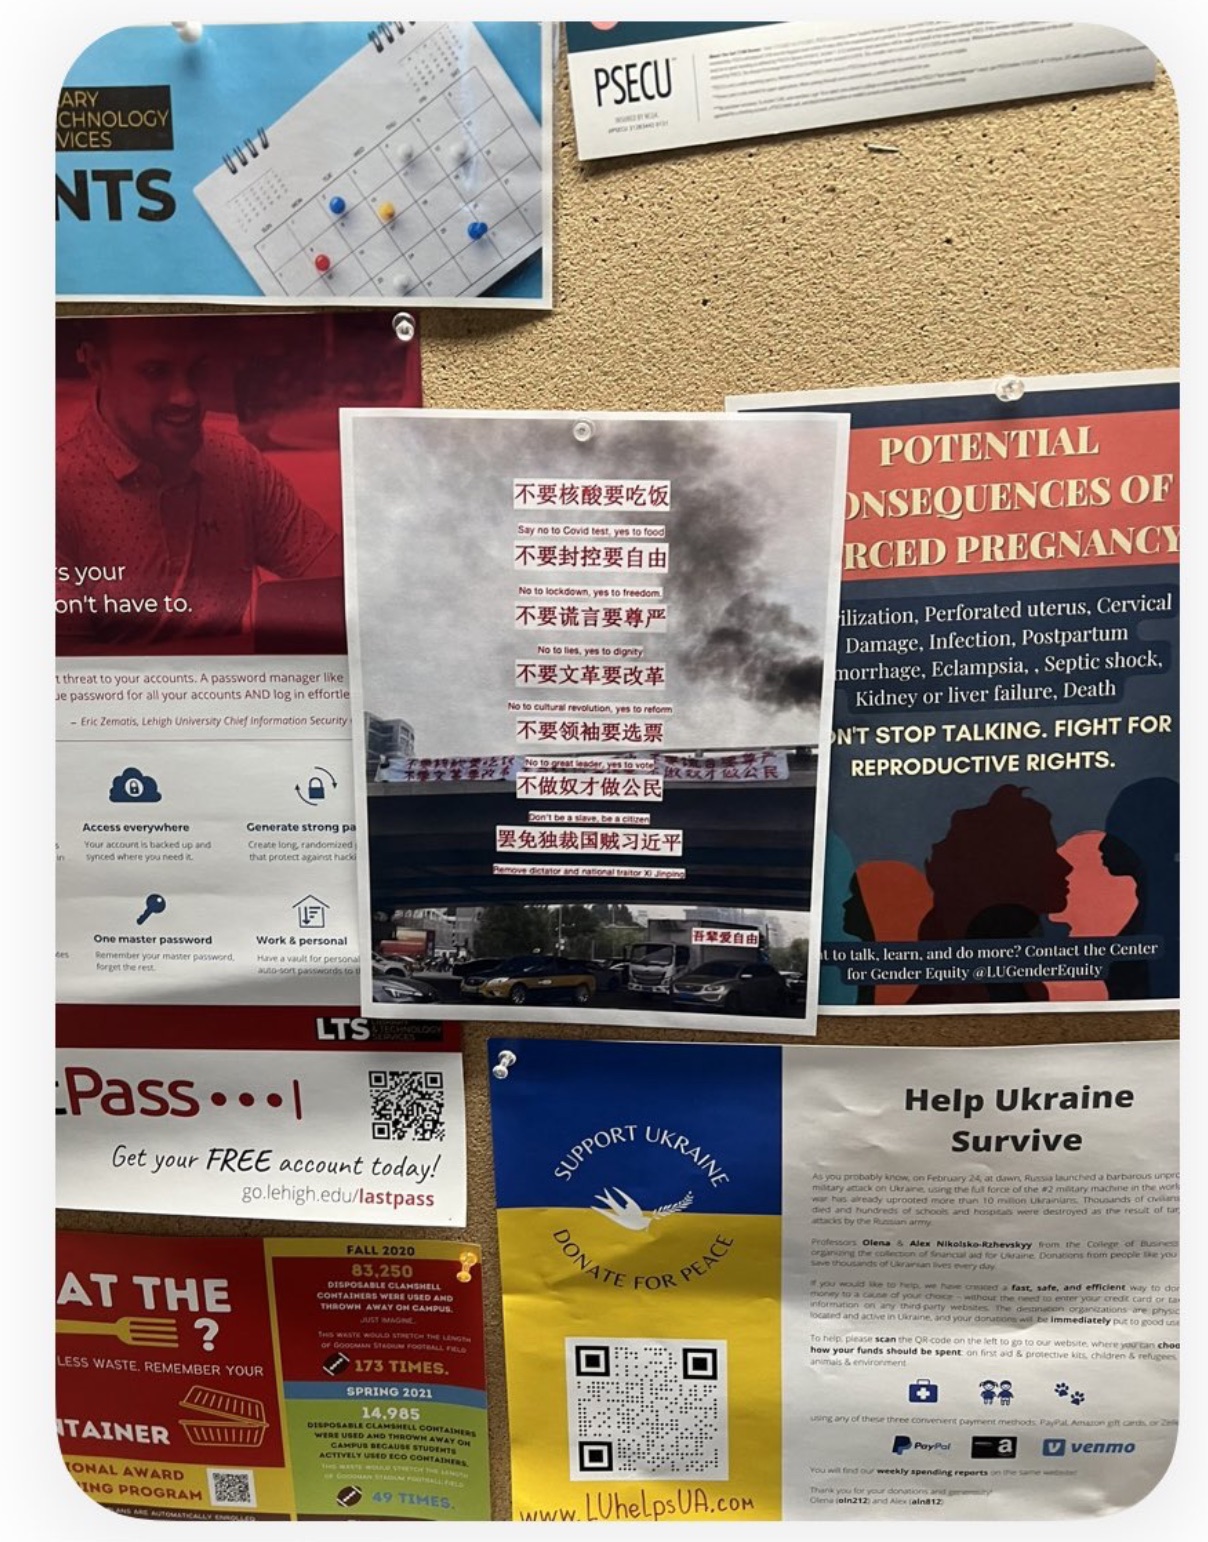 ARY
CHNOLOGY
VICES
NTS
PSECU
s your
on't have to.
t threat to your accounts. A password manager like
ue password for all your accounts AND log in effortle
– Eric Zematis, Lehigh University Chief Information Security
Access everywhere
Your account is backed up and
synced where you need it.
Generate strong pa
Create long, randomized
that protect against hacki
One master password
Remember your master password,
forget the rest.
Work & personal
Have a vault for personal
auto-sort passwords to
LTS
TECHNOLOGY
SERVICES
Pass•••|
Get your FREE account today!
go.lehigh.edu/lastpass
不要核酸要吃饭
Say no to Covid test, yes to food
不要封控要自由
No to lockdown, yes to freedom.
不要谎言要尊严
No to lies, yes to dignity
不要文革要改革
No to cultural revolution, yes to reform
不要领袖要选票
No to great leader, yes to vote
不做奴才做公民
Don't be a slave, be a citizen
罢免独裁国贼习近平
Remove dictator and national traitor Xi Jinping
吾辈爱自由
POTENTIAL
ONSEQUENCES OF
RCED PREGNANCY
ilization, Perforated uterus, Cervical
Damage, Infection, Postpartum
morrhage, Eclampsia, , Septic shock,
Kidney or liver failure, Death
N'T STOP TALKING. FIGHT FOR
REPRODUCTIVE RIGHTS.
t to talk, learn, and do more? Contact the Center
for Gender Equity @LUGenderEquity
AT THE
?
LESS WASTE. REMEMBER YOUR
NTAINER
IONAL AWARD
NG PROGRAM
FALL 2020
83,250
DISPOSABLE CLAMSHELL
CONTAINERS WERE USED AND
THROWN AWAY ON CAMPUS.
JUST IMAGINE...
THIS WASTE WOULD STRETCH THE LENGTH
OF GOODMAN STADIUM FOOTBALL FIELD
173 TIMES.
SPRING 2021
14,985
DISPOSABLE CLAMSHELL CONTAINERS
WERE USED AND THROWN AWAY ON
CAMPUS BECAUSE STUDENTS
ACTIVELY USED ECO CONTAINERS.
THIS WASTE WOULD STRETCH THE LENGTH
OF GOODMAN STADIUM FOOTBALL FIELD
49 TIMES.
SUPPORT UKRAINE
DONATE FOR PEACE
www.LUhelpsUA.com
Help Ukraine
Survive
As you probably know, on February 24, at dawn, Russia launched a barbarous unpro
military attack on Ukraine, using the full force of the #2 military machine in the worl
war has already uprooted more than 10 million Ukrainians. Thousands of civilians
died and hundreds of schools and hospitals were destroyed as the result of tar
attacks by the Russian army.
Professors Olena & Alex Nikolsko-Rzhevskyy from the College of Business
organizing the collection of financial aid for Ukraine. Donations from people like you
save thousands of Ukrainian lives every day.
If you would like to help, we have created a fast, safe, and efficient way to don
money to a cause of your choice – without the need to enter your credit card or
information on any third-party websites. The destination organizations are physic
located and active in Ukraine, and your donations will be immediately put to good use
To help, please scan the QR-code on the left to go to our website, where you can choo
how your funds should be spent: on first aid & protective kits, children & refugees,
animals & environment
using any of these three convenient payment methods: PayPal, Amazon gift cards, or Zelle
PayPal a venmo
You will find our weekly spending reports on the same website
Thank you for your donations and generosity!
Olena (oln212) and Alex (aln812)